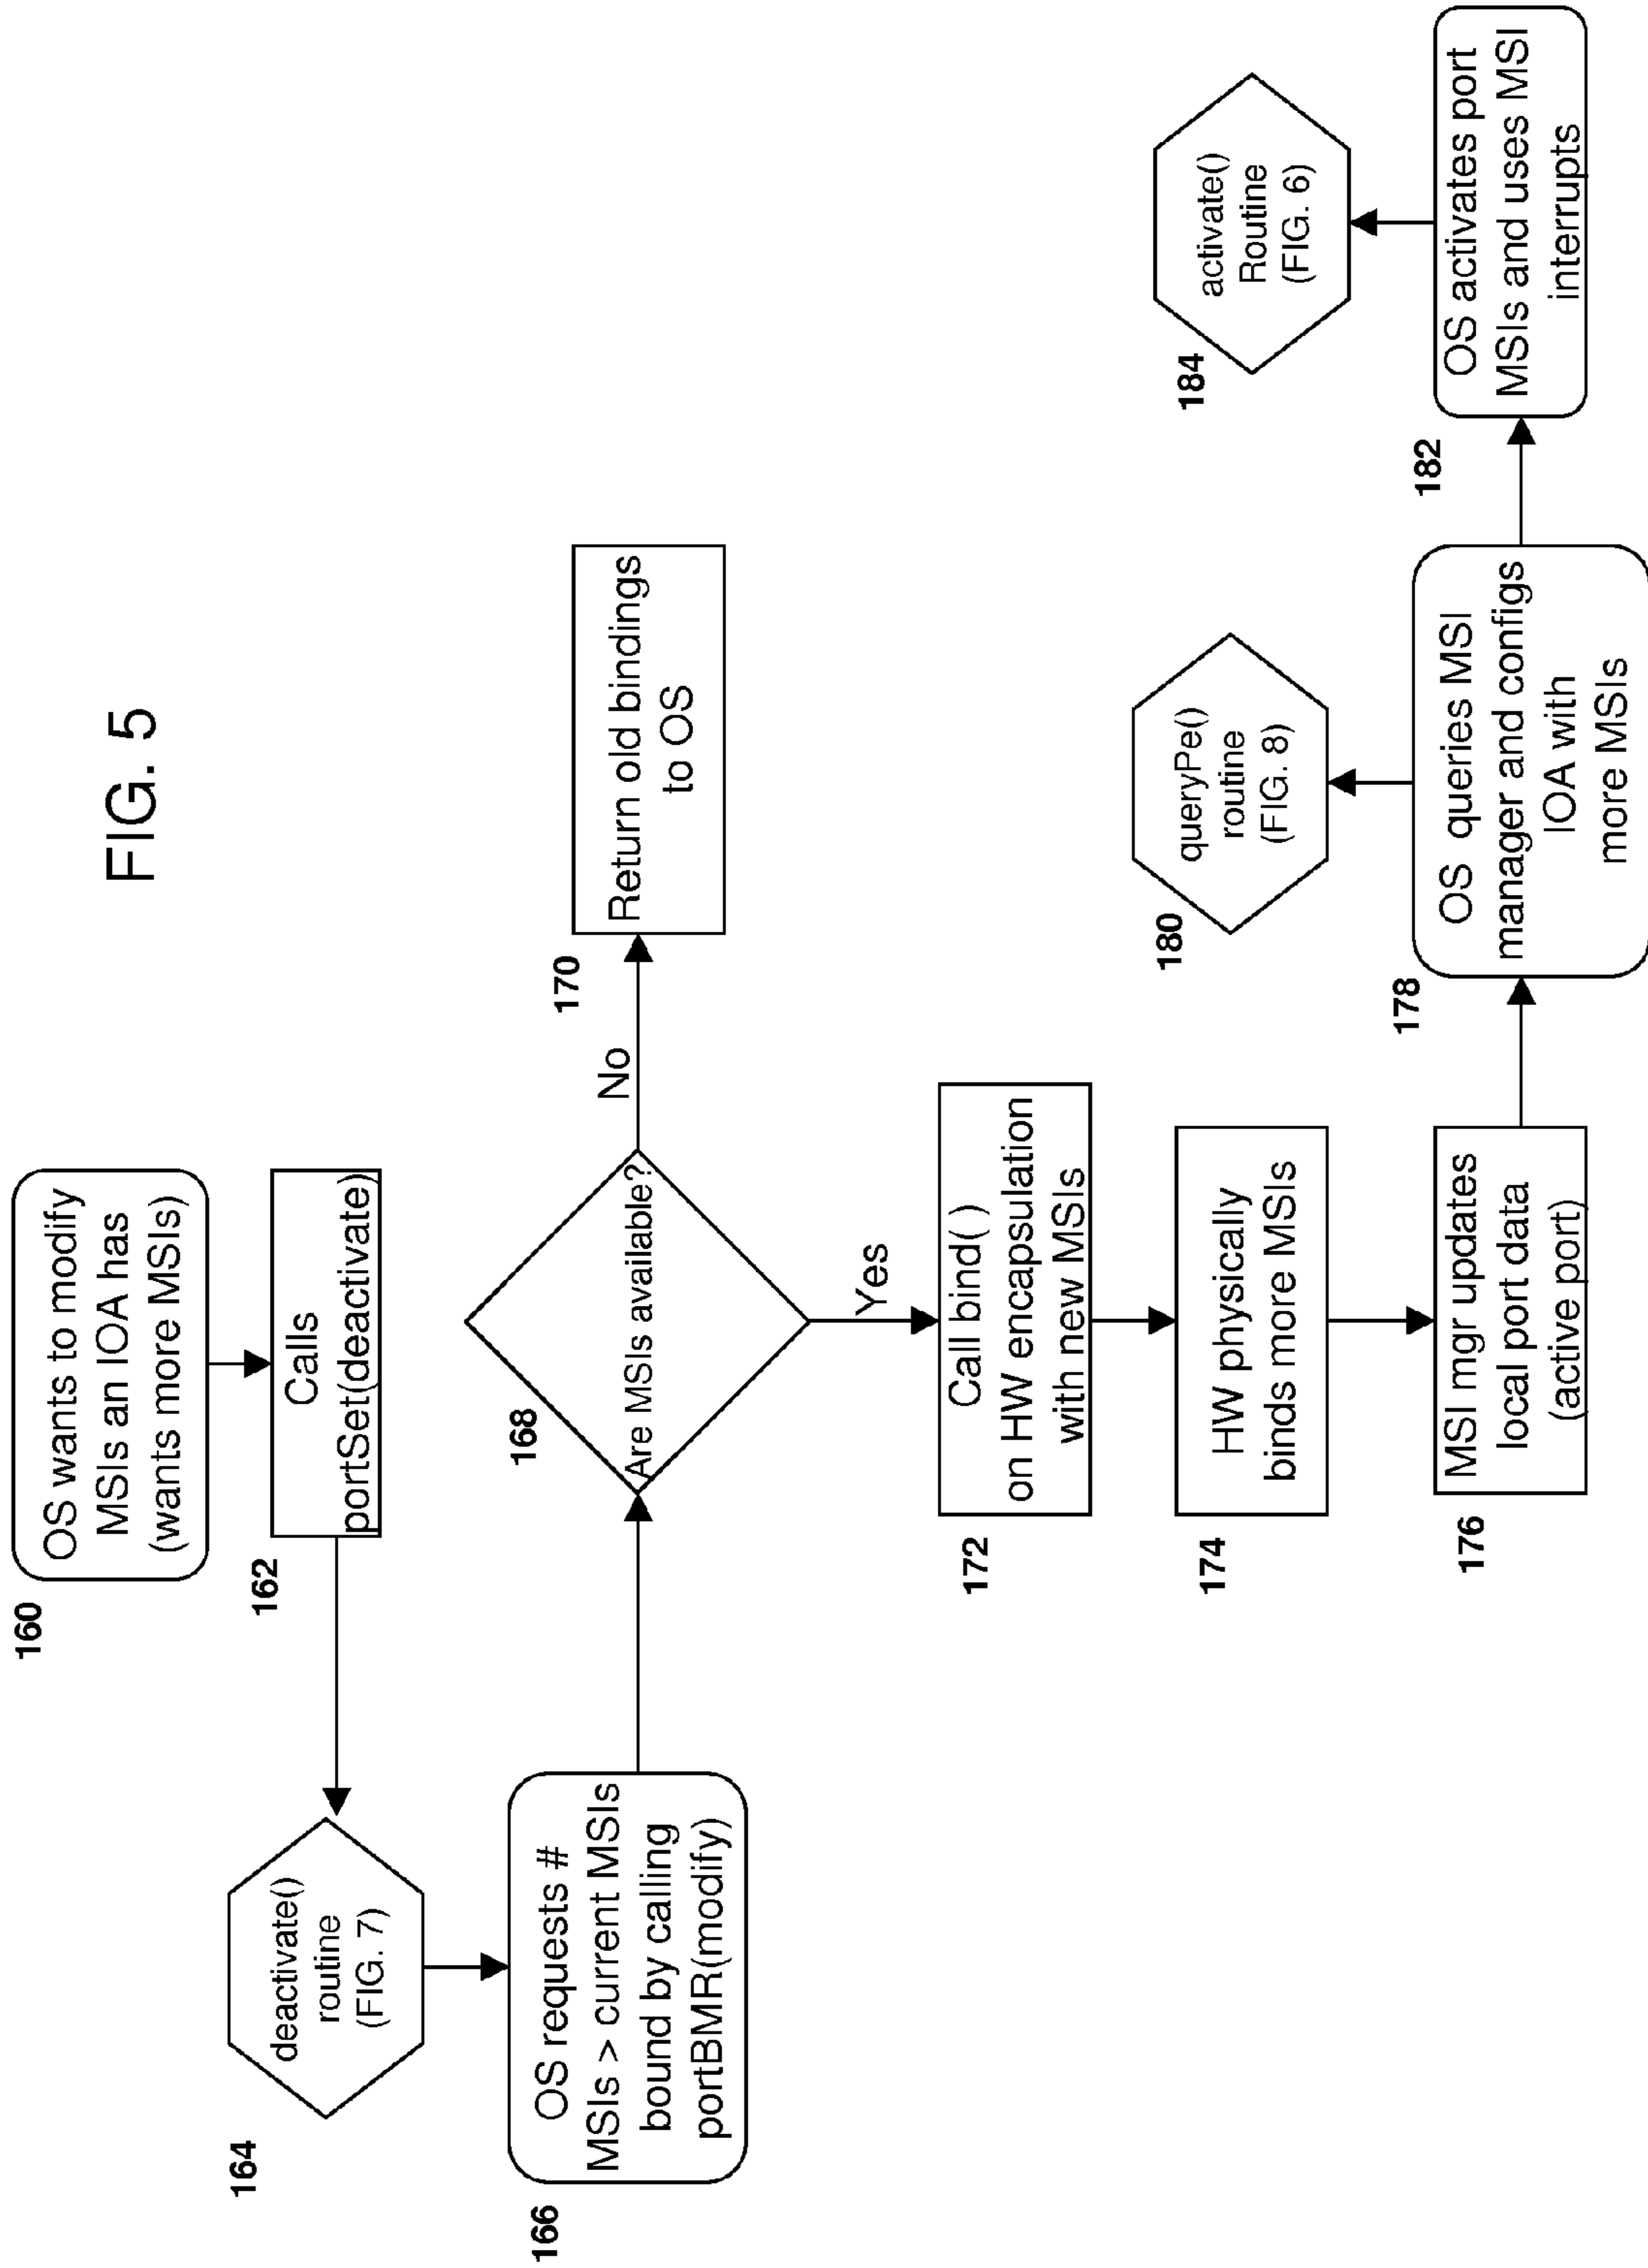 FIG. 5
160
OS wants to modify
MSIs an IOA has
(wants more MSIs)
162
Calls
portSet(deactivate)
164
deactivate()
routine
(FIG. 7)
166
OS requests #
MSIs > current MSIs
bound by calling
portBMR(modify)
168
Are MSIs available?
No
170
Return old bindings
to OS
Yes
172
Call bind( )
on HW encapsulation
with new MSIs
174
HW physically
binds more MSIs
176
MSI mgr updates
local port data
(active port)
178
OS queries MSI
manager and configs
IOA with
more MSIs
180
queryPe()
routine
(FIG. 8)
182
OS activates port
MSIs and uses MSI
interrupts
184
activate()
Routine
(FIG. 6)